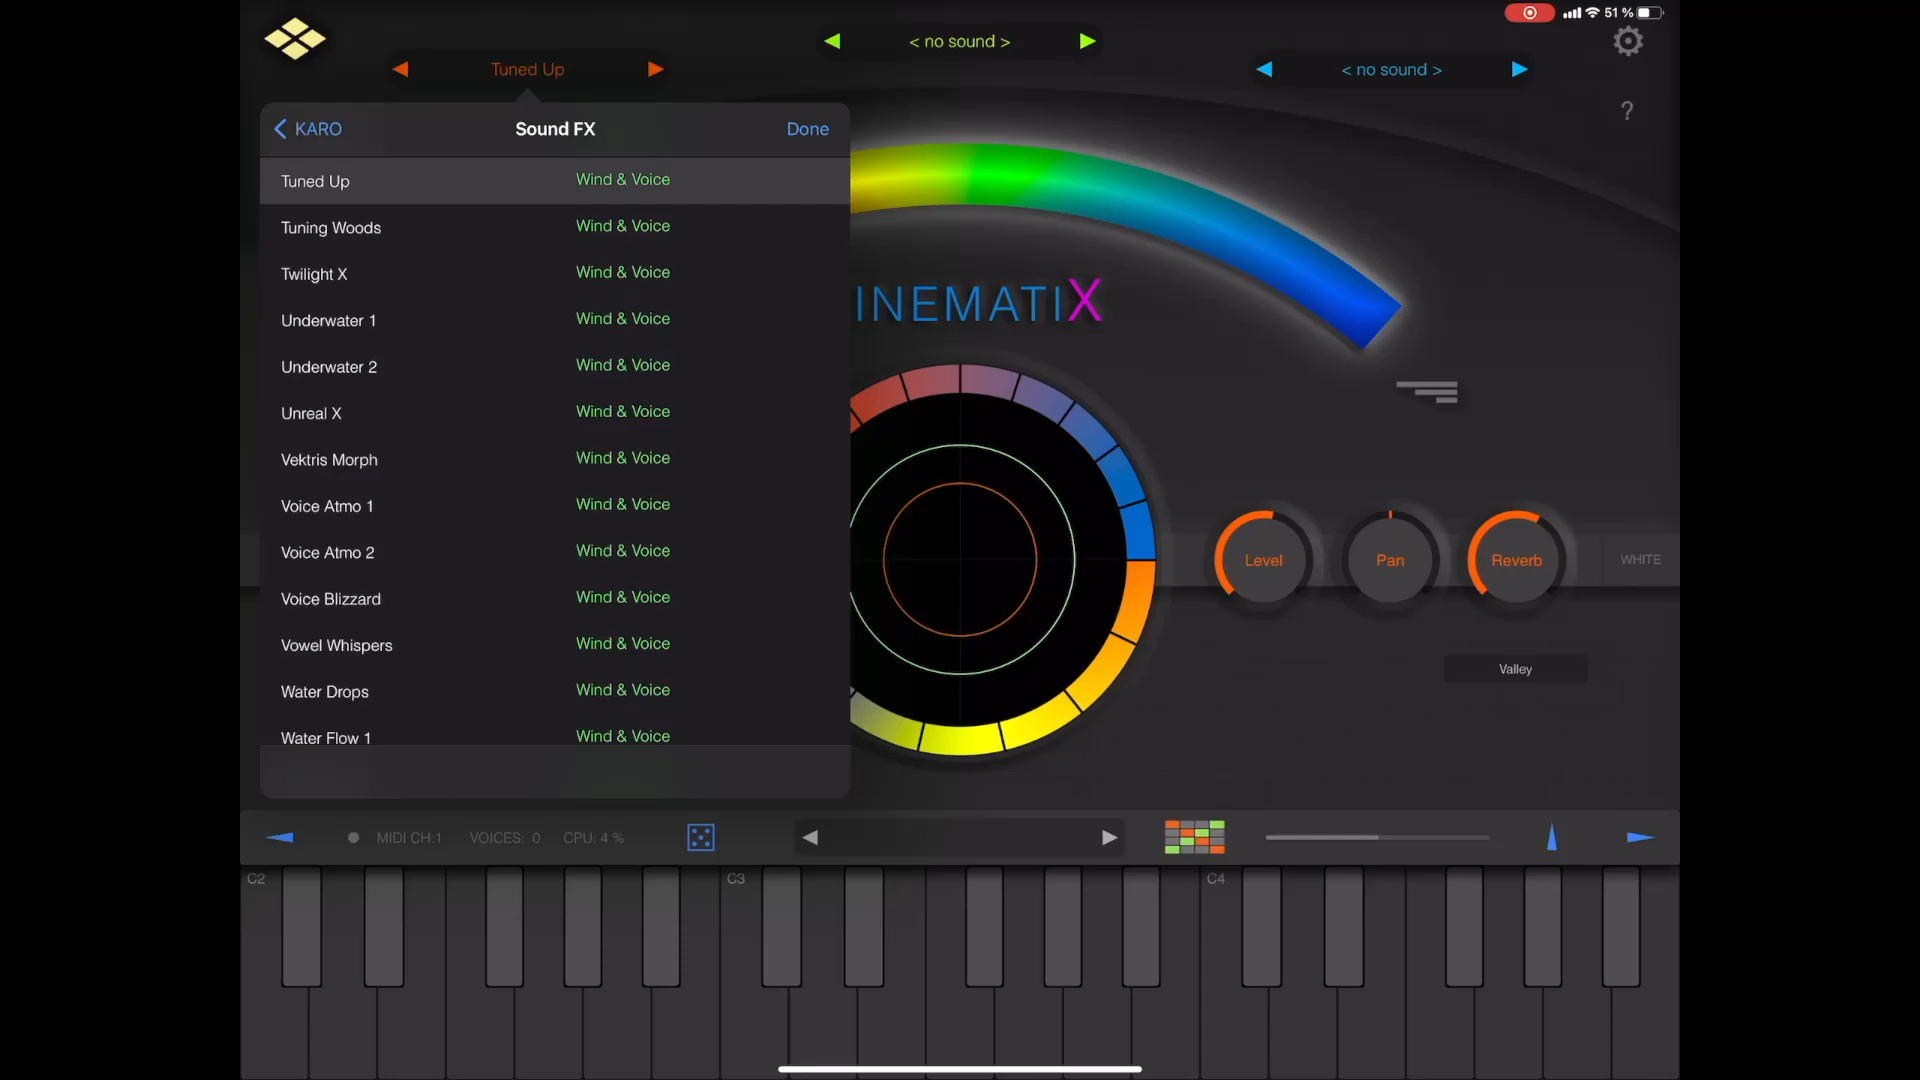 51 %
< no sound >
Tuned Up
< no sound >
?
KARO
Sound FX
Done
Tuned Up Wind & Voice
Tuning Woods Wind & Voice
Twilight X Wind & Voice
Underwater 1 Wind & Voice
Underwater 2 Wind & Voice
Unreal X Wind & Voice
Vektris Morph Wind & Voice
Voice Atmo 1 Wind & Voice
Voice Atmo 2 Wind & Voice
Voice Blizzard Wind & Voice
Vowel Whispers Wind & Voice
Water Drops Wind & Voice
Water Flow 1 Wind & Voice
INEMATIX
Level
Pan
Reverb
WHITE
Valley
MIDI CH:1
VOICES: 0
CPU: 4 %
C2
C3
C4